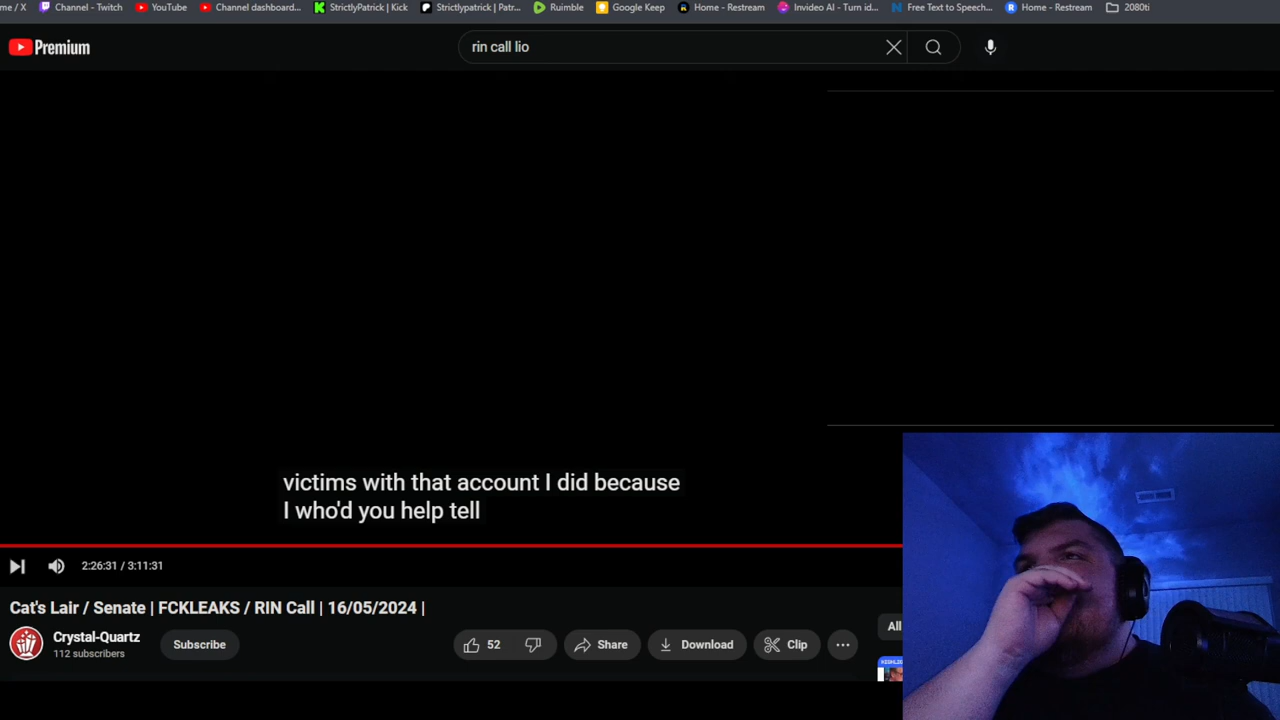 me / X Channel - Twitch YouTube Channel dashboard... StrictlyPatrick | Kick Strictlypatrick | Patr... Rumble Google Keep Home - Restream Invideo AI - Turn id... Free Text to Speech... Home - Restream 2080ti
Premium
rin call lio
victims with that account I did because
I who'd you help tell
2:26:31 / 3:11:31
Cat's Lair / Senate | FCKLEAKS / RIN Call | 16/05/2024 |
All
Crystal-Quartz
112 subscribers
Subscribe
52
Share
Download
Clip